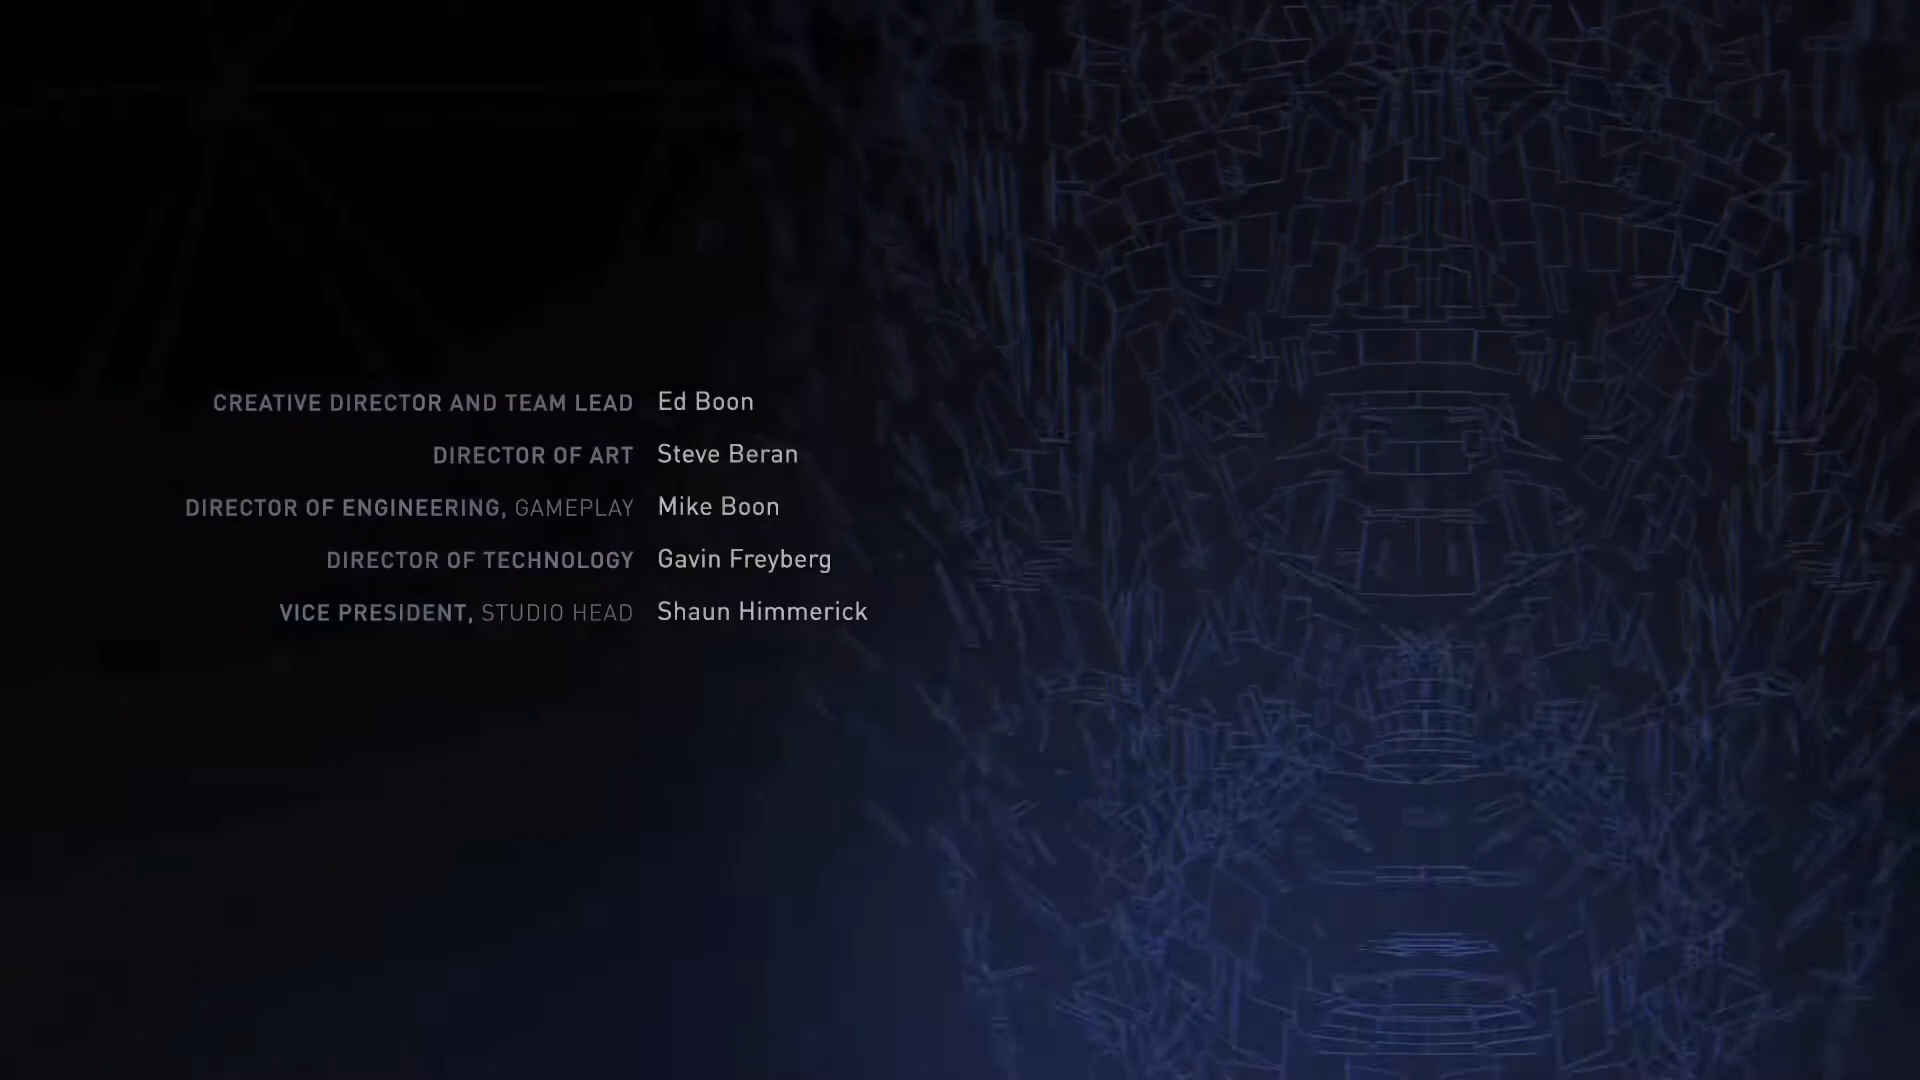 CREATIVE DIRECTOR AND TEAM LEAD Ed Boon
DIRECTOR OF ART Steve Beran
DIRECTOR OF ENGINEERING, GAMEPLAY Mike Boon
DIRECTOR OF TECHNOLOGY Gavin Freyberg
VICE PRESIDENT, STUDIO HEAD Shaun Himmerick